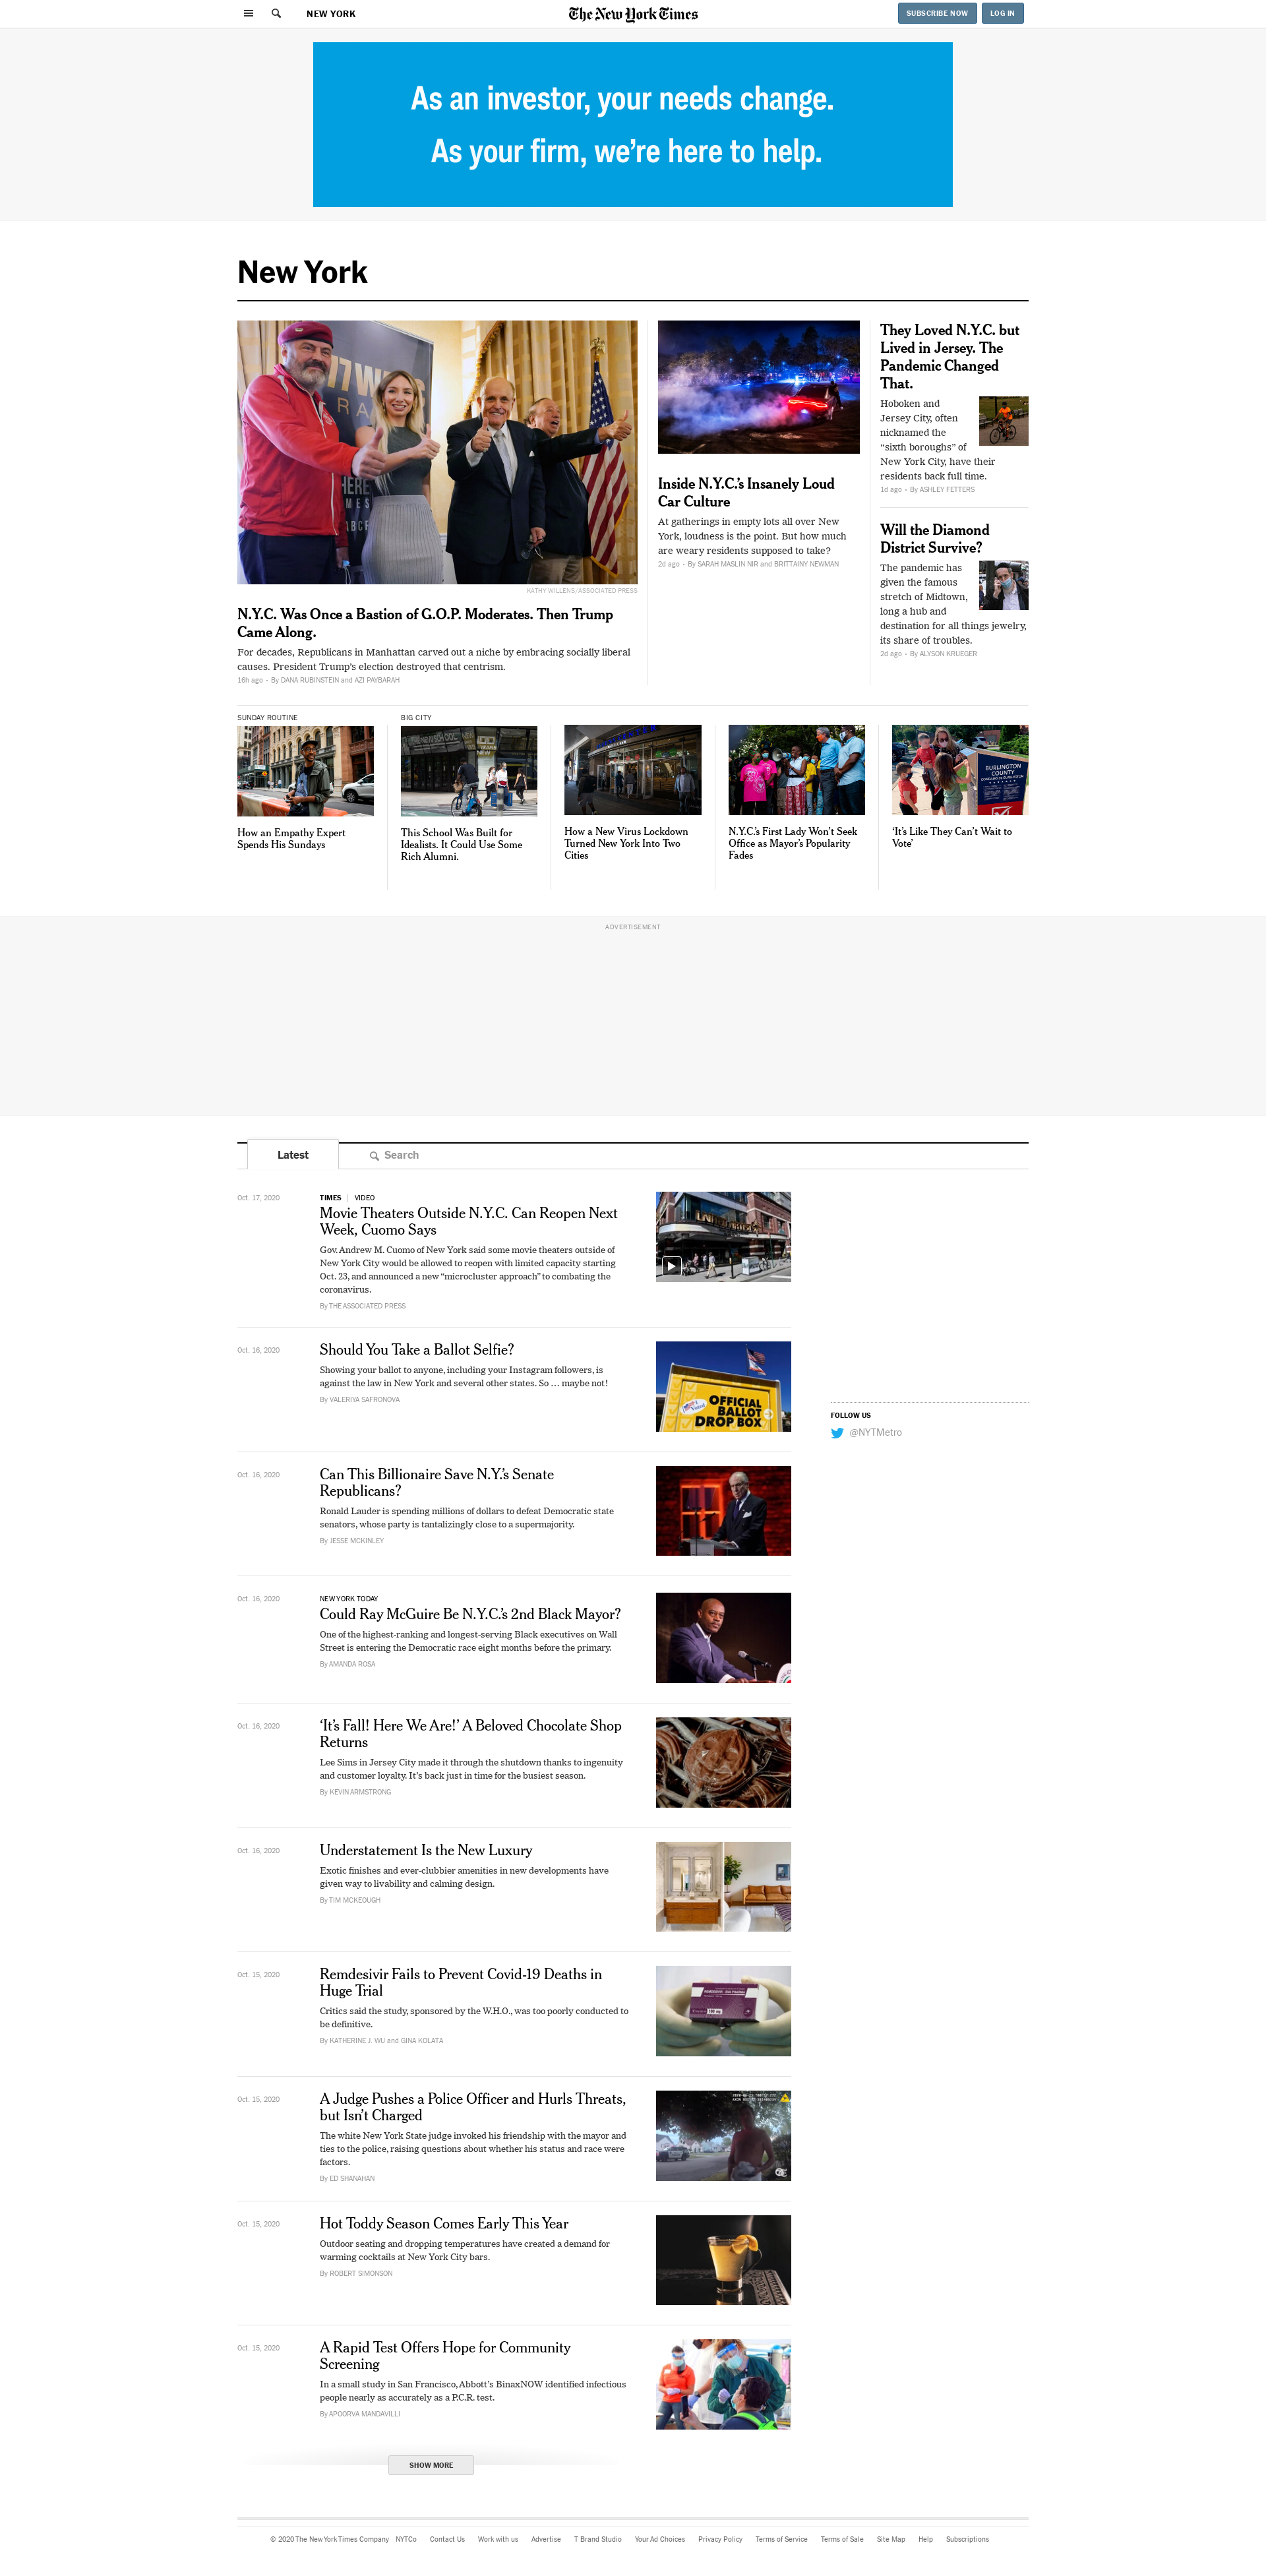 NEW YORK
The New York Times
SUBSCRIBE NOW
LOG IN
As an investor, your needs change.
As your firm, we're here to help.
New York
KATHY WILLENS/ASSOCIATED PRESS
N.Y.C. Was Once a Bastion of G.O.P. Moderates. Then Trump
Came Along.
For decades, Republicans in Manhattan carved out a niche by embracing socially liberal
causes. President Trump's election destroyed that centrism.
16h ago • By DANA RUBINSTEIN and AZI PAYBARAH
Inside N.Y.C.'s Insanely Loud
Car Culture
At gatherings in empty lots all over New
York, loudness is the point. But how much
are weary residents supposed to take?
2d ago • By SARAH MASLIN NIR and BRITTAINY NEWMAN
They Loved N.Y.C. but
Lived in Jersey. The
Pandemic Changed
That.
Hoboken and
Jersey City, often
nicknamed the
“sixth boroughs” of
New York City, have their
residents back full time.
1d ago • By ASHLEY FETTERS
Will the Diamond
District Survive?
The pandemic has
given the famous
stretch of Midtown,
long a hub and
destination for all things jewelry,
its share of troubles.
2d ago • By ALYSON KRUEGER
SUNDAY ROUTINE
How an Empathy Expert
Spends His Sundays
BIG CITY
This School Was Built for
Idealists. It Could Use Some
Rich Alumni.
How a New Virus Lockdown
Turned New York Into Two
Cities
N.Y.C.'s First Lady Won't Seek
Office as Mayor's Popularity
Fades
BURLINGTON
COUNTY
‘It's Like They Can't Wait to
Vote’
ADVERTISEMENT
Latest
Search
Oct. 17, 2020
TIMES | VIDEO
Movie Theaters Outside N.Y.C. Can Reopen Next
Week, Cuomo Says
Gov. Andrew M. Cuomo of New York said some movie theaters outside of
New York City would be allowed to reopen with limited capacity starting
Oct. 23, and announced a new “microcluster approach” to combating the
coronavirus.
By THE ASSOCIATED PRESS
Oct. 16, 2020
Should You Take a Ballot Selfie?
Showing your ballot to anyone, including your Instagram followers, is
against the law in New York and several other states. So … maybe not!
By VALERIYA SAFRONOVA
OFFICIAL
BALLOT
DROP BOX
FOLLOW US
@NYTMetro
Oct. 16, 2020
Can This Billionaire Save N.Y.'s Senate
Republicans?
Ronald Lauder is spending millions of dollars to defeat Democratic state
senators, whose party is tantalizingly close to a supermajority.
By JESSE MCKINLEY
Oct. 16, 2020
NEW YORK TODAY
Could Ray McGuire Be N.Y.C.'s 2nd Black Mayor?
One of the highest-ranking and longest-serving Black executives on Wall
Street is entering the Democratic race eight months before the primary.
By AMANDA ROSA
Oct. 16, 2020
‘It's Fall! Here We Are!’ A Beloved Chocolate Shop
Returns
Lee Sims in Jersey City made it through the shutdown thanks to ingenuity
and customer loyalty. It's back just in time for the busiest season.
By KEVIN ARMSTRONG
Oct. 16, 2020
Understatement Is the New Luxury
Exotic finishes and ever-clubbier amenities in new developments have
given way to livability and calming design.
By TIM MCKEOUGH
Oct. 15, 2020
Remdesivir Fails to Prevent Covid-19 Deaths in
Huge Trial
Critics said the study, sponsored by the W.H.O., was too poorly conducted to
be definitive.
By KATHERINE J. WU and GINA KOLATA
Oct. 15, 2020
A Judge Pushes a Police Officer and Hurls Threats,
but Isn't Charged
The white New York State judge invoked his friendship with the mayor and
ties to the police, raising questions about whether his status and race were
factors.
By ED SHANAHAN
Oct. 15, 2020
Hot Toddy Season Comes Early This Year
Outdoor seating and dropping temperatures have created a demand for
warming cocktails at New York City bars.
By ROBERT SIMONSON
Oct. 15, 2020
A Rapid Test Offers Hope for Community
Screening
In a small study in San Francisco, Abbott's BinaxNOW identified infectious
people nearly as accurately as a P.C.R. test.
By APOORVA MANDAVILLI
SHOW MORE
© 2020 The New York Times Company NYTCo Contact Us Work with us Advertise T Brand Studio Your Ad Choices Privacy Policy Terms of Service Terms of Sale Site Map Help Subscriptions